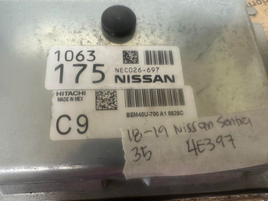 1063
175
NEC026-697
NISSAN
HITACHI
MADE IN MEX
C9
BEM40U-700 A1 8828C
18-19 Nissan Sentra
35 4E397